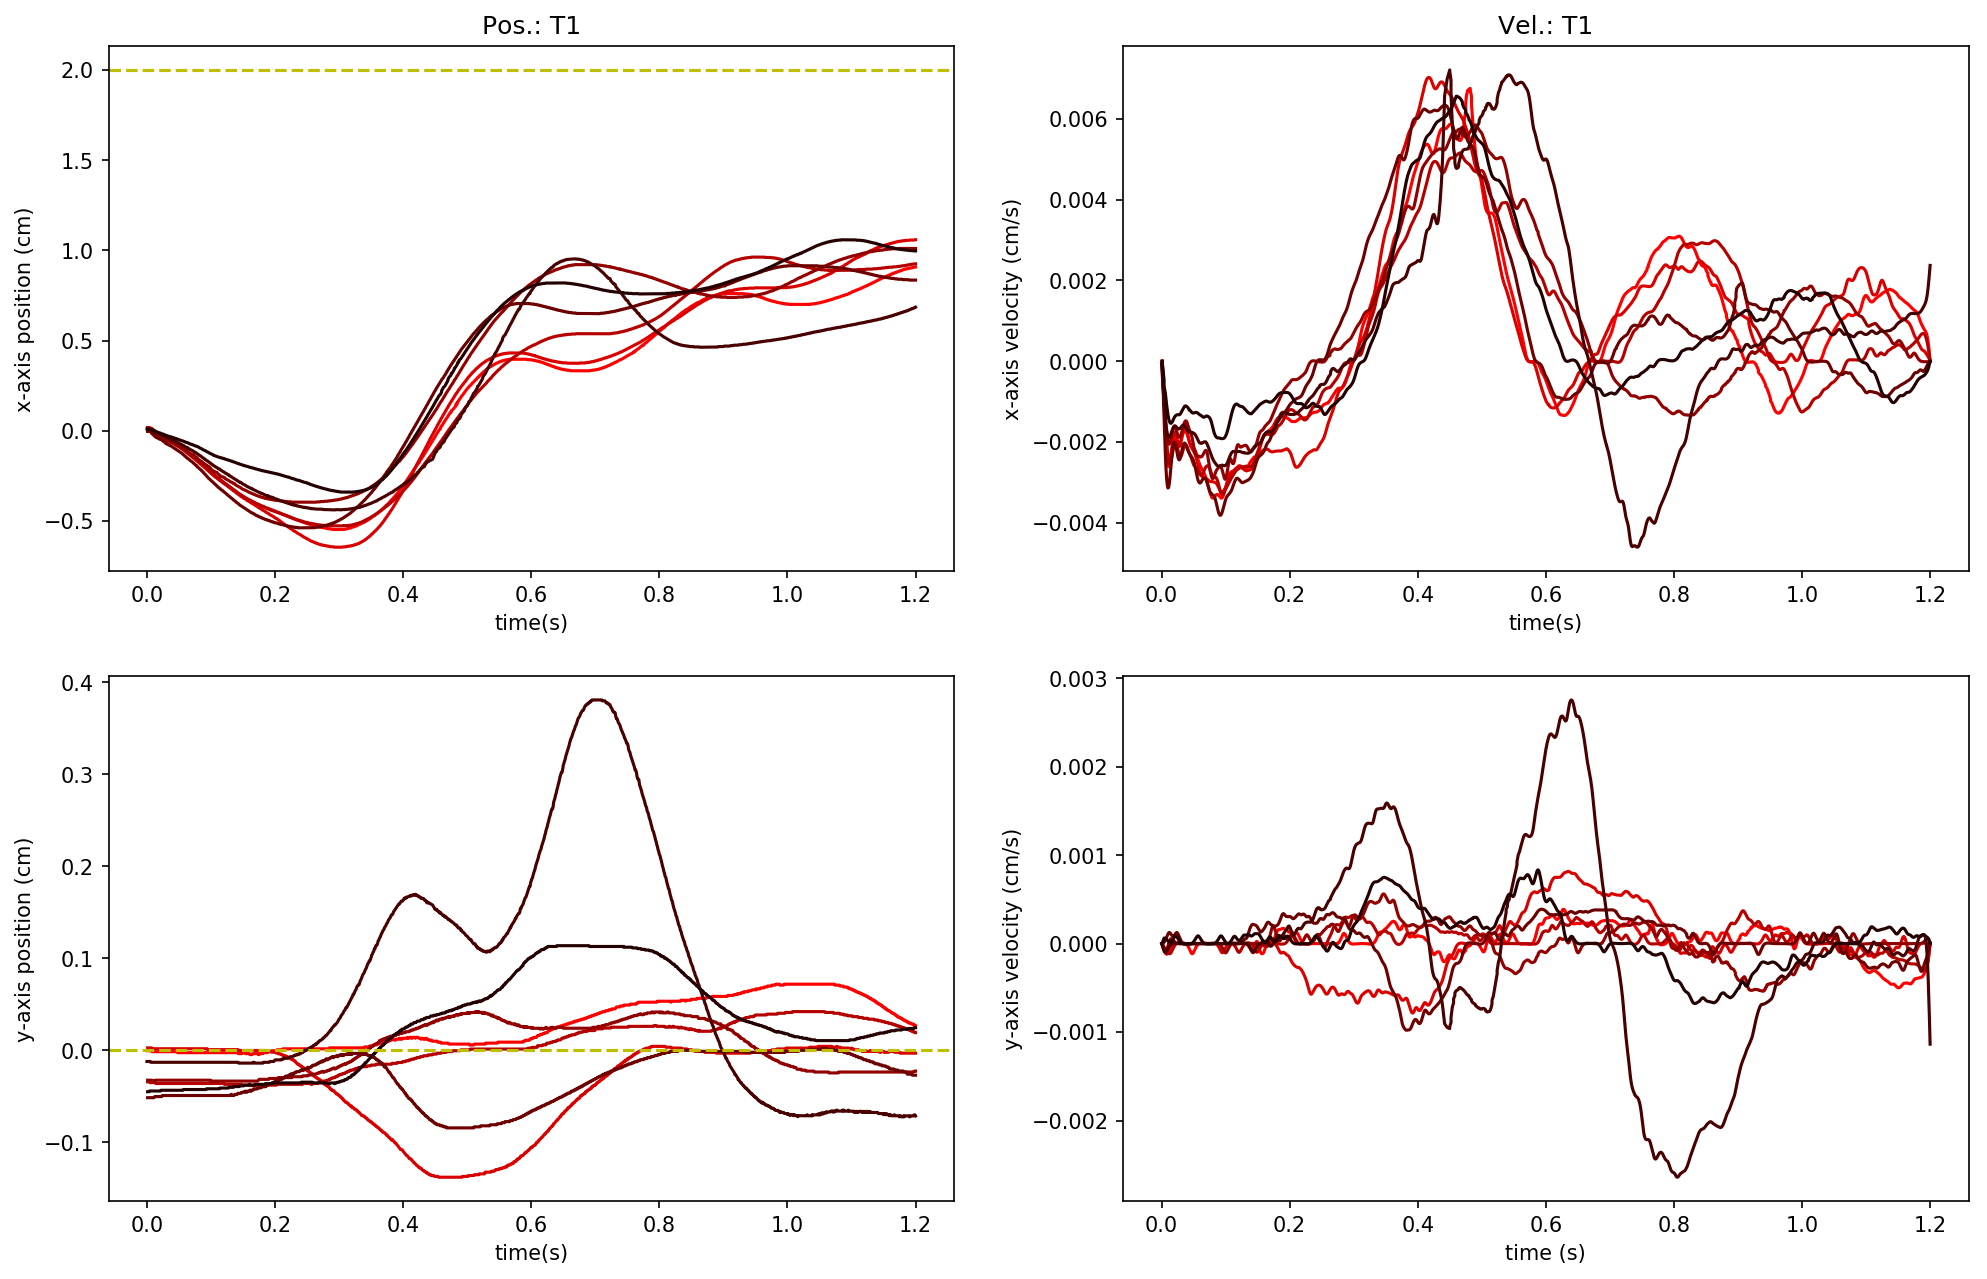 Pos.: T1
x-axis position (cm)
2.0
1.5
1.0
0.5
0.0
−0.5
0.0 0.2 0.4 0.6 0.8 1.0 1.2
time(s)
Vel.: T1
x-axis velocity (cm/s)
0.006
0.004
0.002
0.000
−0.002
−0.004
0.0 0.2 0.4 0.6 0.8 1.0 1.2
time(s)
y-axis position (cm)
0.4
0.3
0.2
0.1
0.0
−0.1
0.0 0.2 0.4 0.6 0.8 1.0 1.2
time(s)
y-axis velocity (cm/s)
0.003
0.002
0.001
0.000
−0.001
−0.002
0.0 0.2 0.4 0.6 0.8 1.0 1.2
time (s)